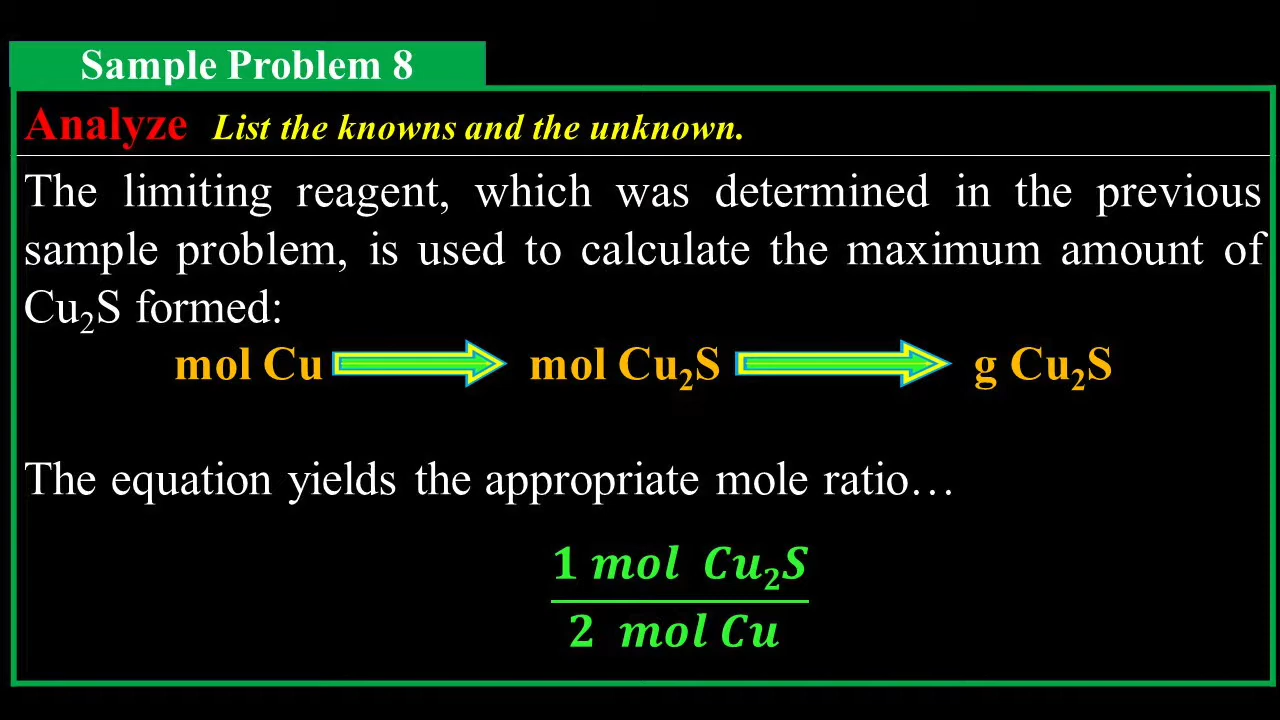 Sample Problem 8
Analyze List the knowns and the unknown.
The limiting reagent, which was determined in the previous
sample problem, is used to calculate the maximum amount of
Cu₂S formed:
mol Cu mol Cu₂S g Cu₂S
The equation yields the appropriate mole ratio…
1 mol Cu₂S
2 mol Cu